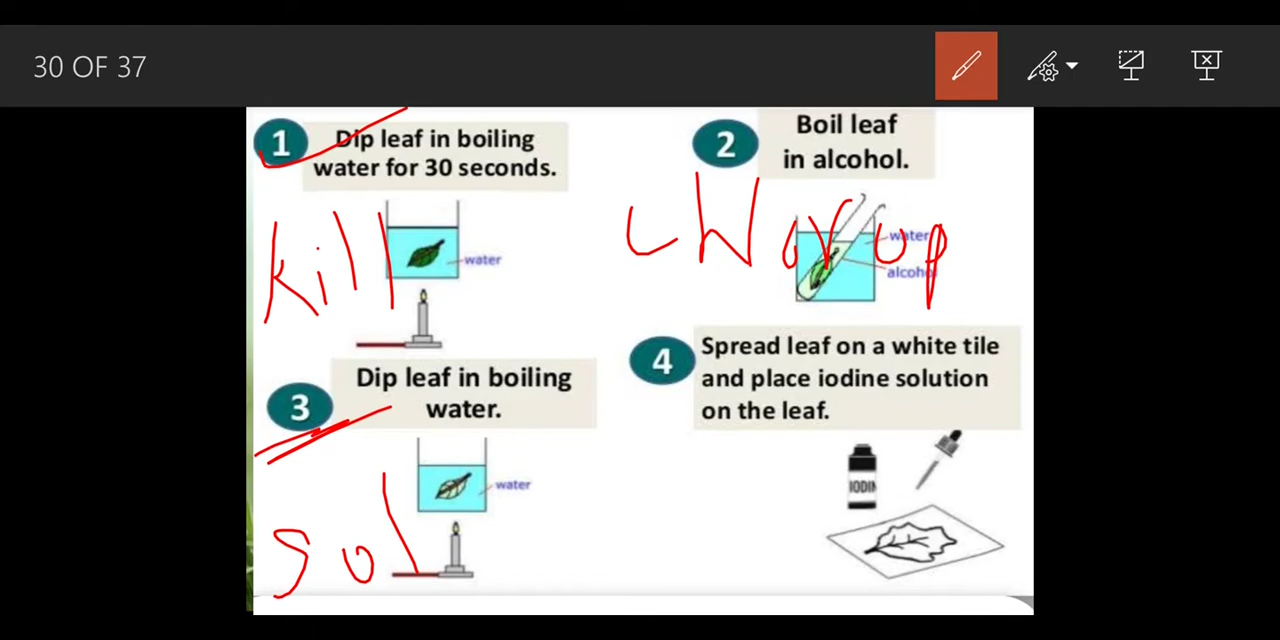 30 OF 37
1
Dip leaf in boiling
water for 30 seconds.
Kill
water
2
Boil leaf
in alcohol.
water
alcohol
3
Dip leaf in boiling
water.
water
Sol
4
Spread leaf on a white tile
and place iodine solution
on the leaf.
IODIN